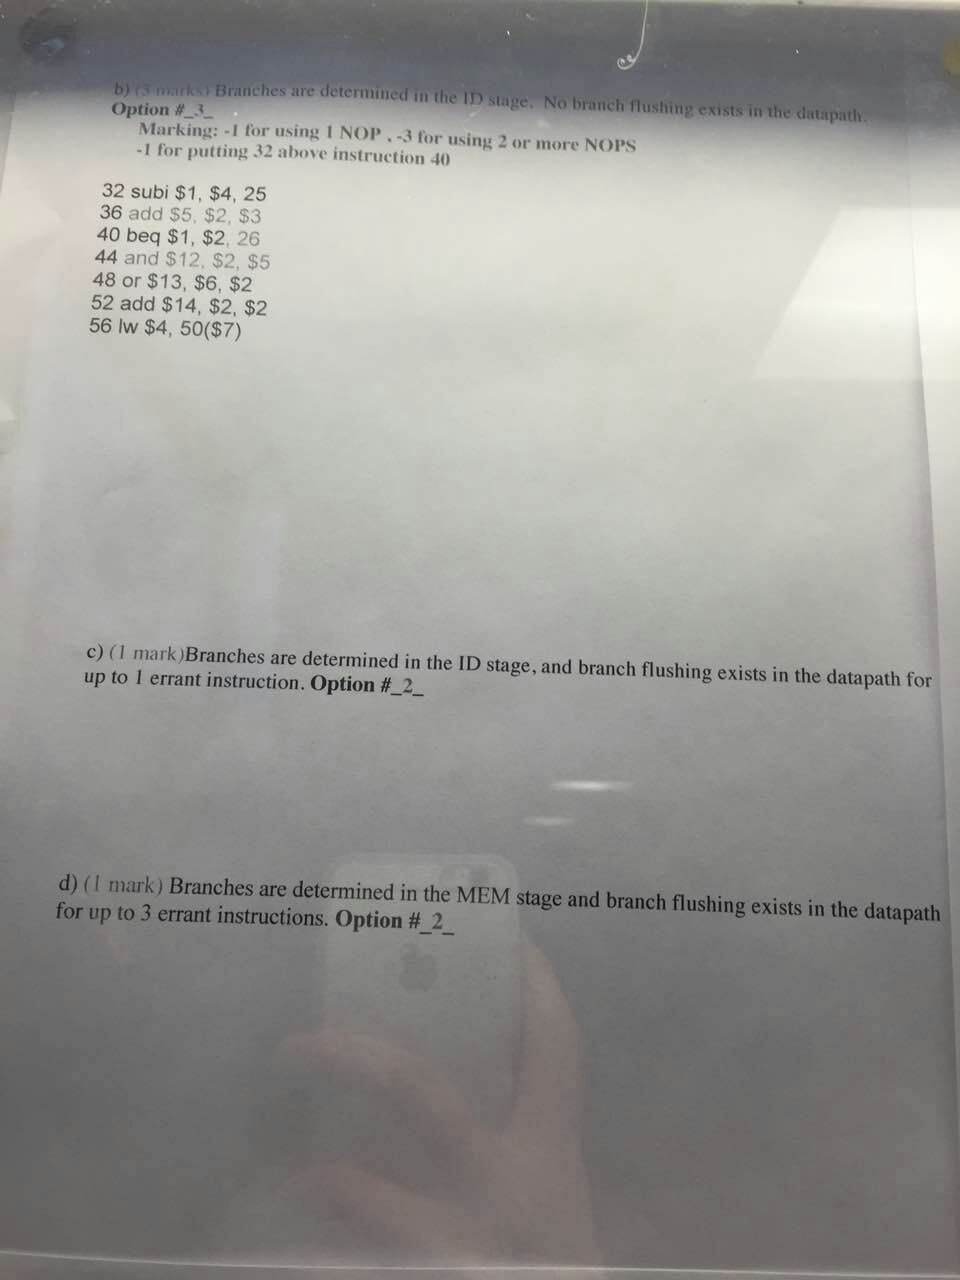 b) (3 marks) Branches are determined in the ID stage. No branch flushing exists in the datapath.
Option #_3_
Marking: -1 for using 1 NOP , -3 for using 2 or more NOPS
-1 for putting 32 above instruction 40
32 subi $1, $4, 25
36 add $5, $2, $3
40 beq $1, $2, 26
44 and $12, $2, $5
48 or $13, $6, $2
52 add $14, $2, $2
56 lw $4, 50($7)
c) (1 mark)Branches are determined in the ID stage, and branch flushing exists in the datapath for
up to 1 errant instruction. Option #_2_
d) (1 mark) Branches are determined in the MEM stage and branch flushing exists in the datapath
for up to 3 errant instructions. Option #_2_